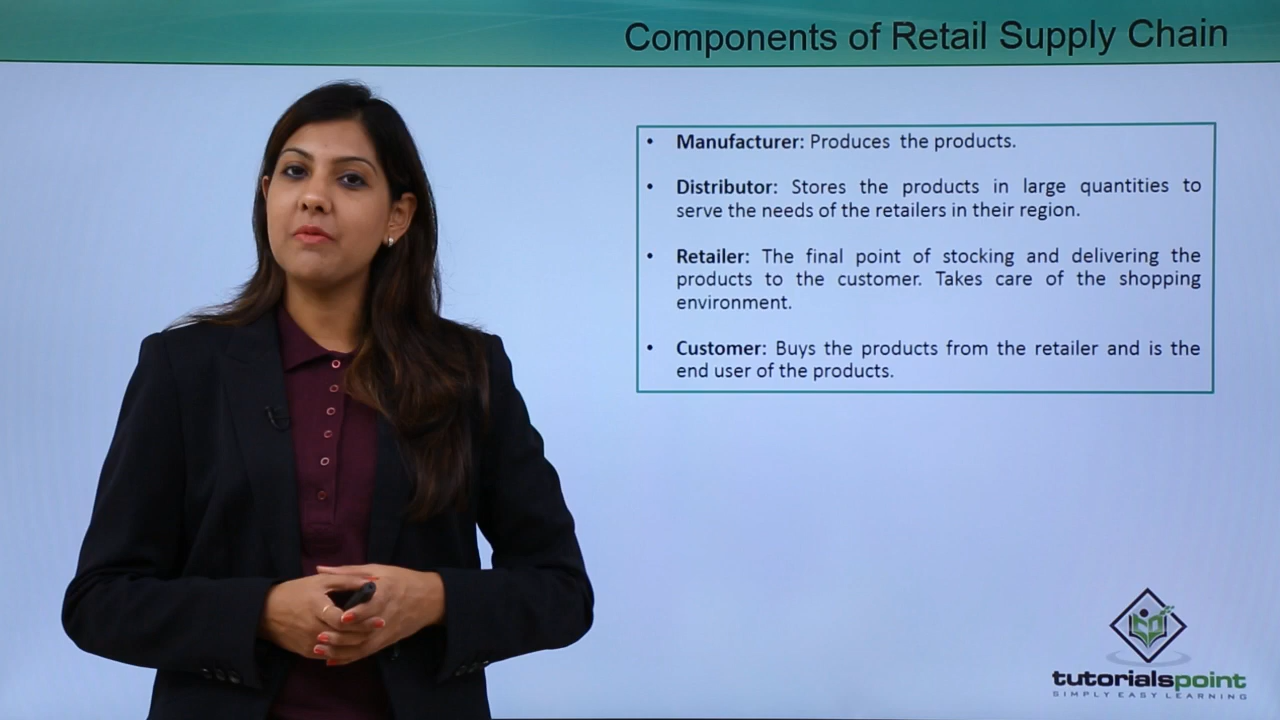 Components of Retail Supply Chain
• Manufacturer: Produces the products.
• Distributor: Stores the products in large quantities to
serve the needs of the retailers in their region.
• Retailer: The final point of stocking and delivering the
products to the customer. Takes care of the shopping
environment.
• Customer: Buys the products from the retailer and is the
end user of the products.
tutorialspoint
SIMPLY EASY LEARNING